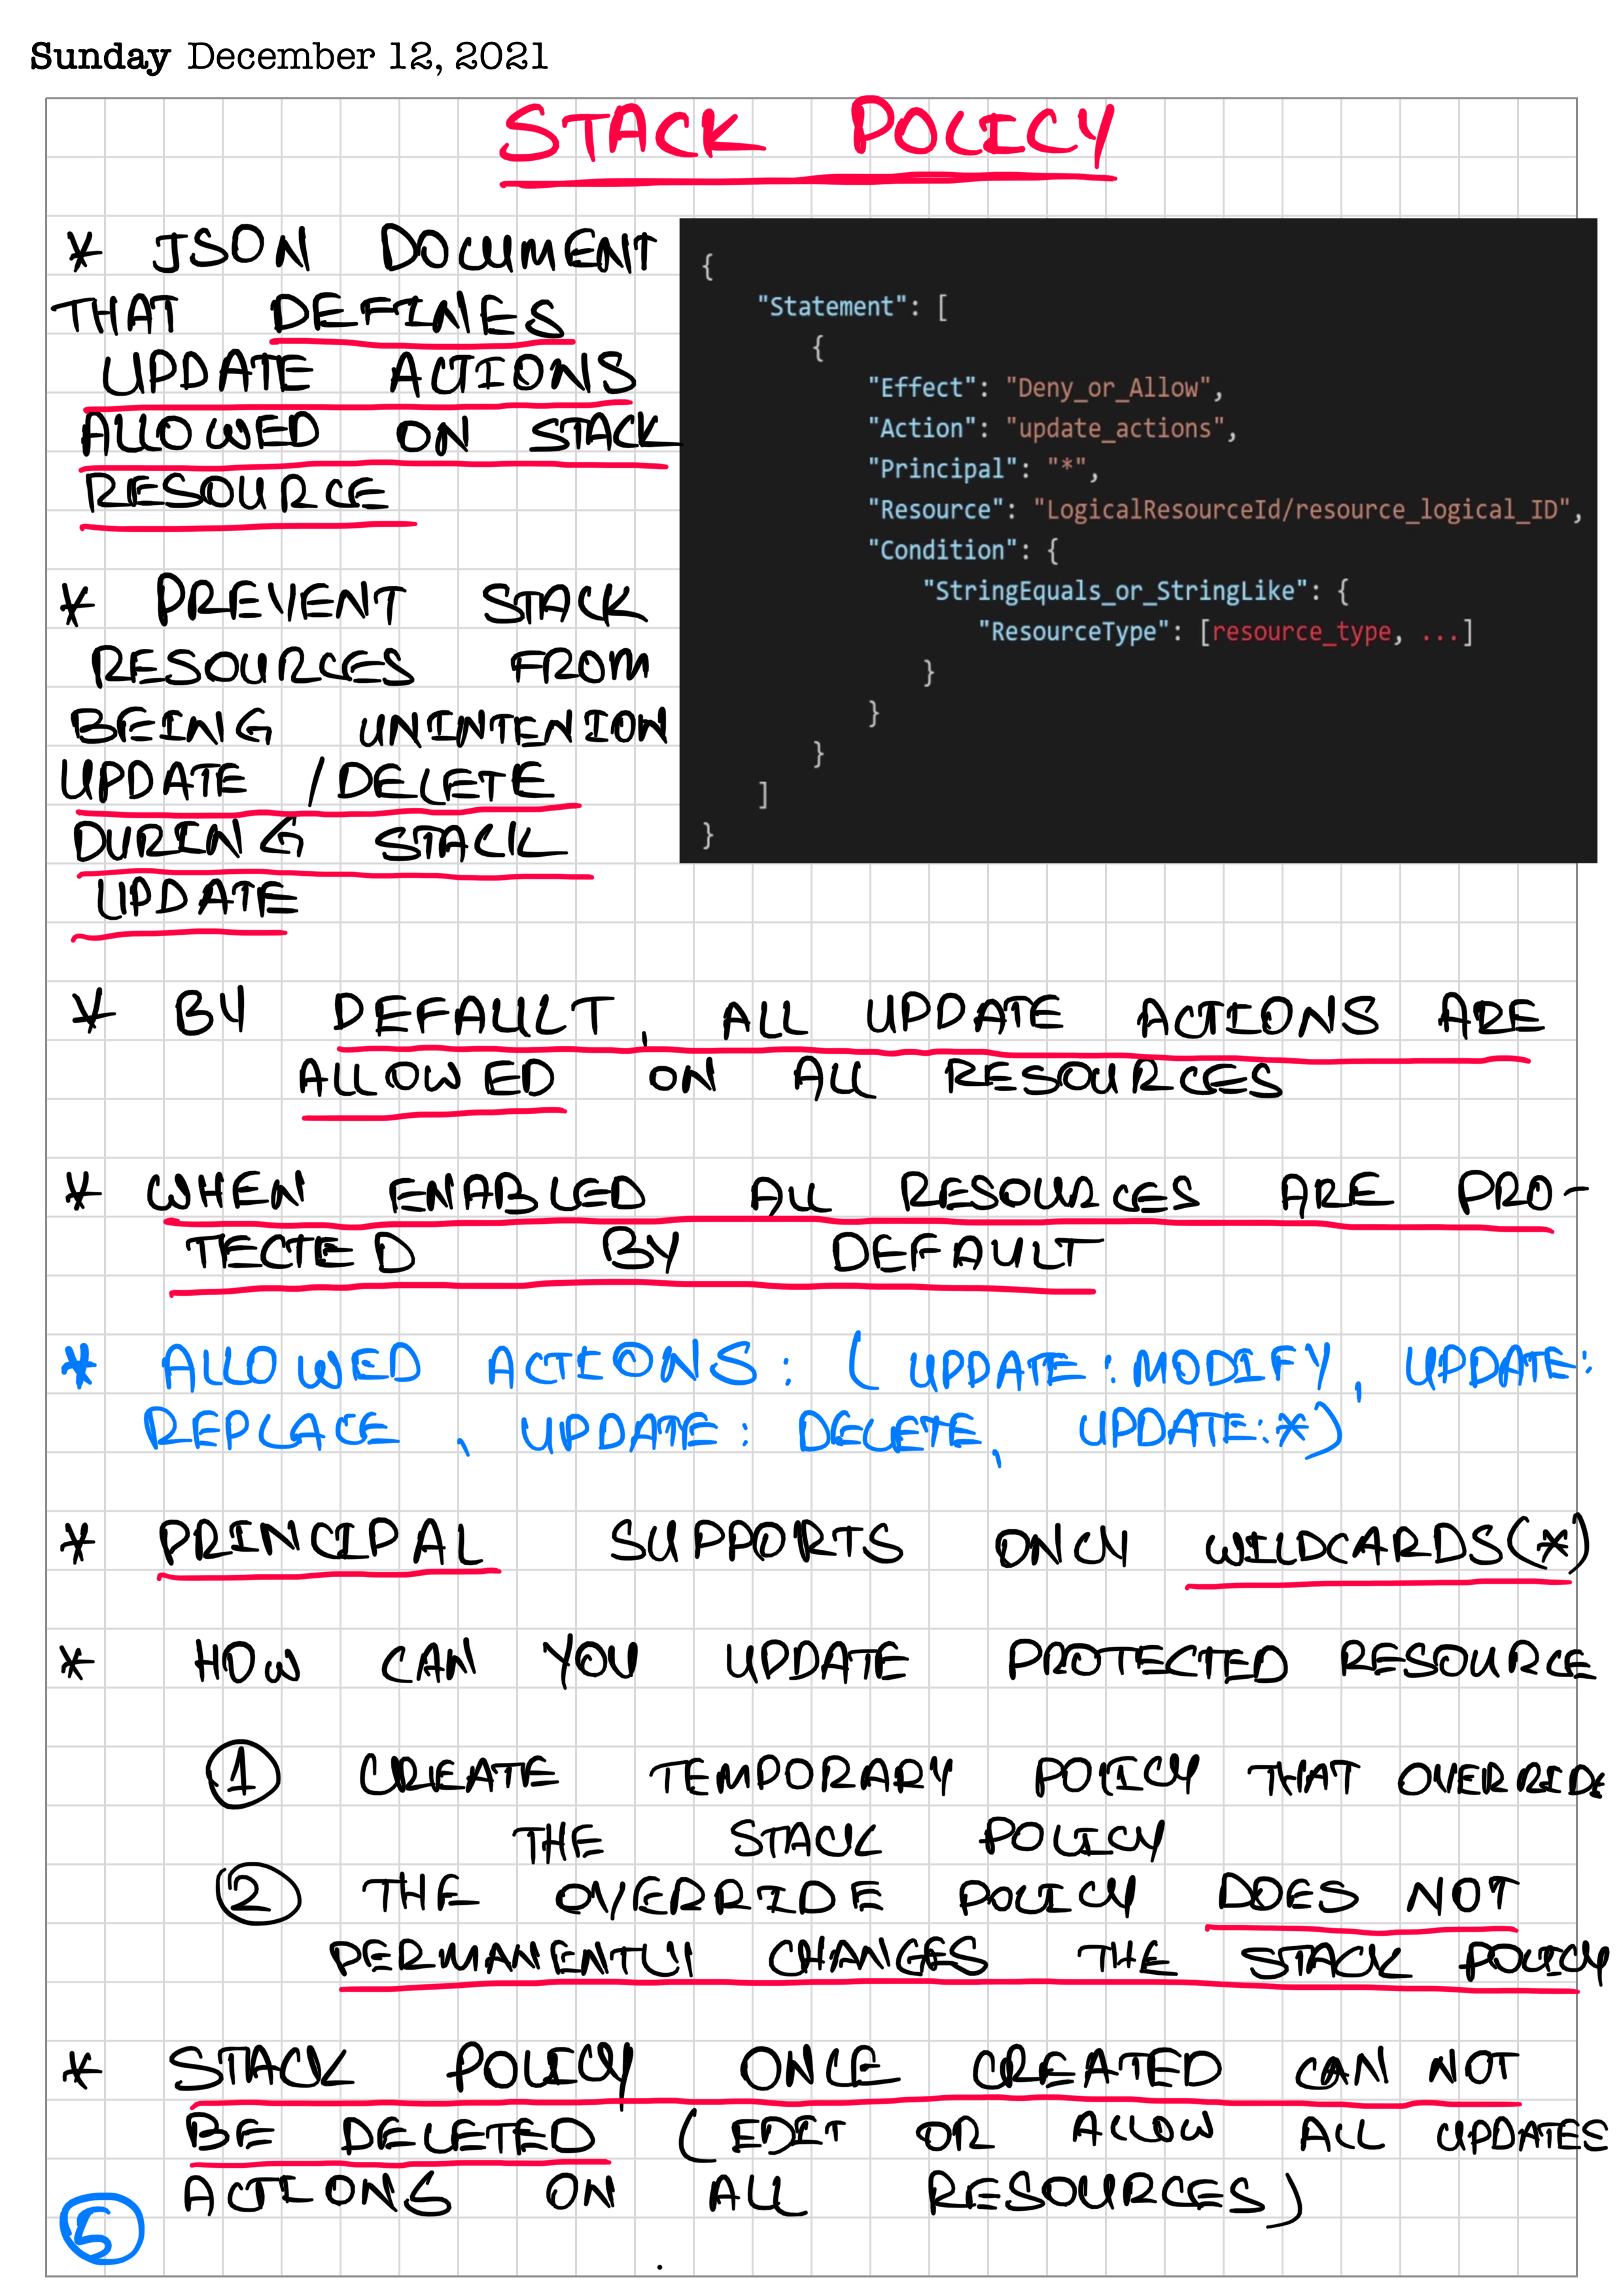 Sunday December 12, 2021
STACK POLICY
* JSON DOCUMENT
THAT DEFINES
UPDATE ACTIONS
ALLOWED ON STACK
RESOURCE
* PREVENT STACK
RESOURCES FROM
BEING UNINTENION
UPDATE / DELETE
DURING STACK
UPDATE
{
"Statement": [
{
"Effect": "Deny_or_Allow",
"Action": "update_actions",
"Principal": "*",
"Resource": "LogicalResourceId/resource_logical_ID",
"Condition": {
"StringEquals_or_StringLike": {
"ResourceType": [resource_type, ...]
}
}
}
]
}
* BY DEFAULT, ALL UPDATE ACTIONS ARE
ALLOWED ON ALL RESOURCES
* WHEN ENABLED ALL RESOURCES ARE PRO-
TECTED BY DEFAULT
* ALLOWED ACTIONS: ( UPDATE:MODIFY, UPDATE:
REPLACE, UPDATE: DELETE, UPDATE:*)
* PRINCIPAL SUPPORTS ONLY WILDCARDS(*)
* HOW CAN YOU UPDATE PROTECTED RESOURCE
1 CREATE TEMPORARY POLICY THAT OVERRIDE
THE STACK POLICY
2 THE OVERRIDE POLICY DOES NOT
PERMANENTLY CHANGES THE STACK POLICY
* STACK POLICY ONCE CREATED CAN NOT
BE DELETED (EDIT OR ALLOW ALL UPDATES
ACTIONS ON ALL RESOURCES)
5